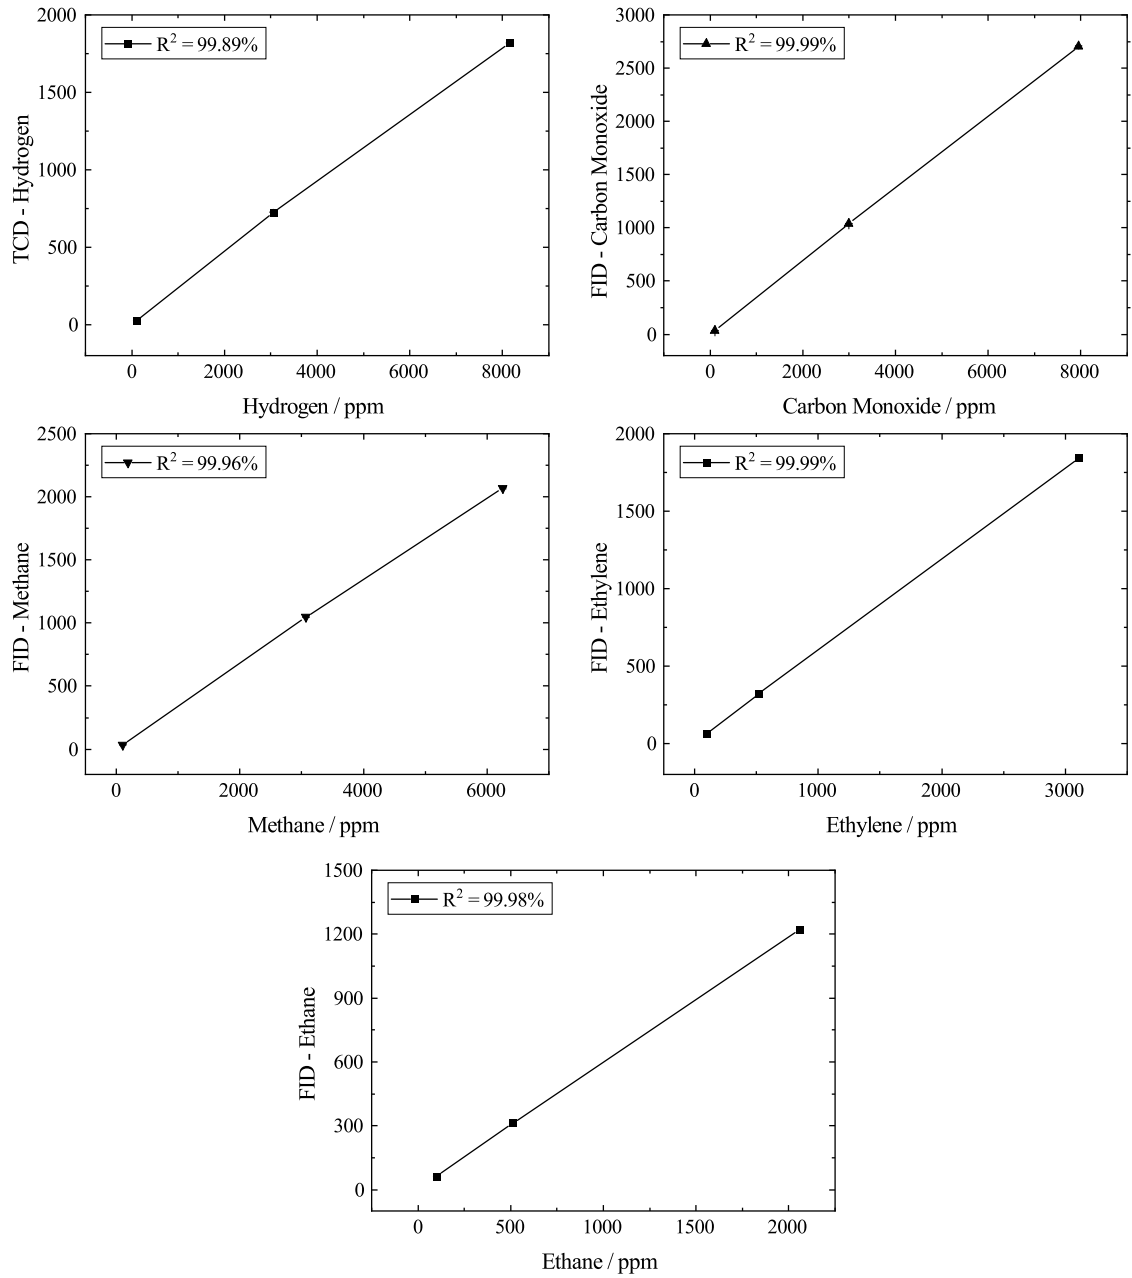 2000
1500
1000
500
0
TCD - Hydrogen
R² = 99.89%
0 2000 4000 6000 8000
Hydrogen / ppm
3000
2500
2000
1500
1000
500
0
FID - Carbon Monoxide
R² = 99.99%
0 2000 4000 6000 8000
Carbon Monoxide / ppm
2500
2000
1500
1000
500
0
FID - Methane
R² = 99.96%
0 2000 4000 6000
Methane / ppm
2000
1500
1000
500
0
FID - Ethylene
R² = 99.99%
0 1000 2000 3000
Ethylene / ppm
1500
1200
900
600
300
0
FID - Ethane
R² = 99.98%
0 500 1000 1500 2000
Ethane / ppm